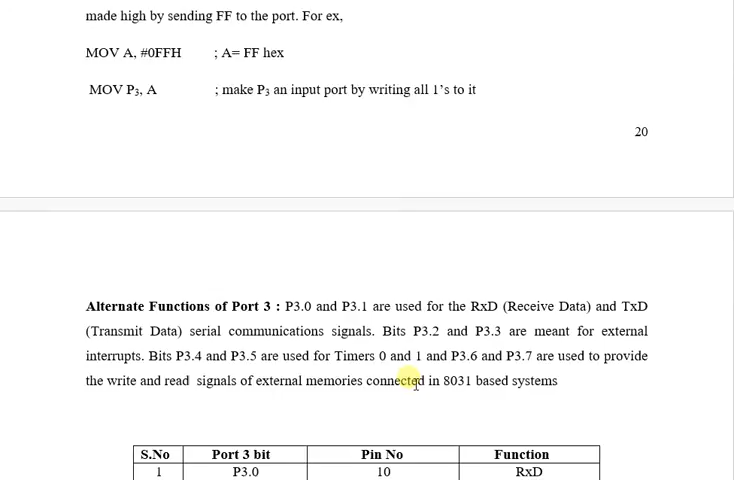 made high by sending FF to the port. For ex,
MOV A, #0FFH ; A= FF hex
MOV P3, A ; make P3 an input port by writing all 1’s to it
20
Alternate Functions of Port 3 : P3.0 and P3.1 are used for the RxD (Receive Data) and TxD
(Transmit Data) serial communications signals. Bits P3.2 and P3.3 are meant for external
interrupts. Bits P3.4 and P3.5 are used for Timers 0 and 1 and P3.6 and P3.7 are used to provide
the write and read signals of external memories connected in 8031 based systems
S.No Port 3 bit Pin No Function
1 P3.0 10 RxD